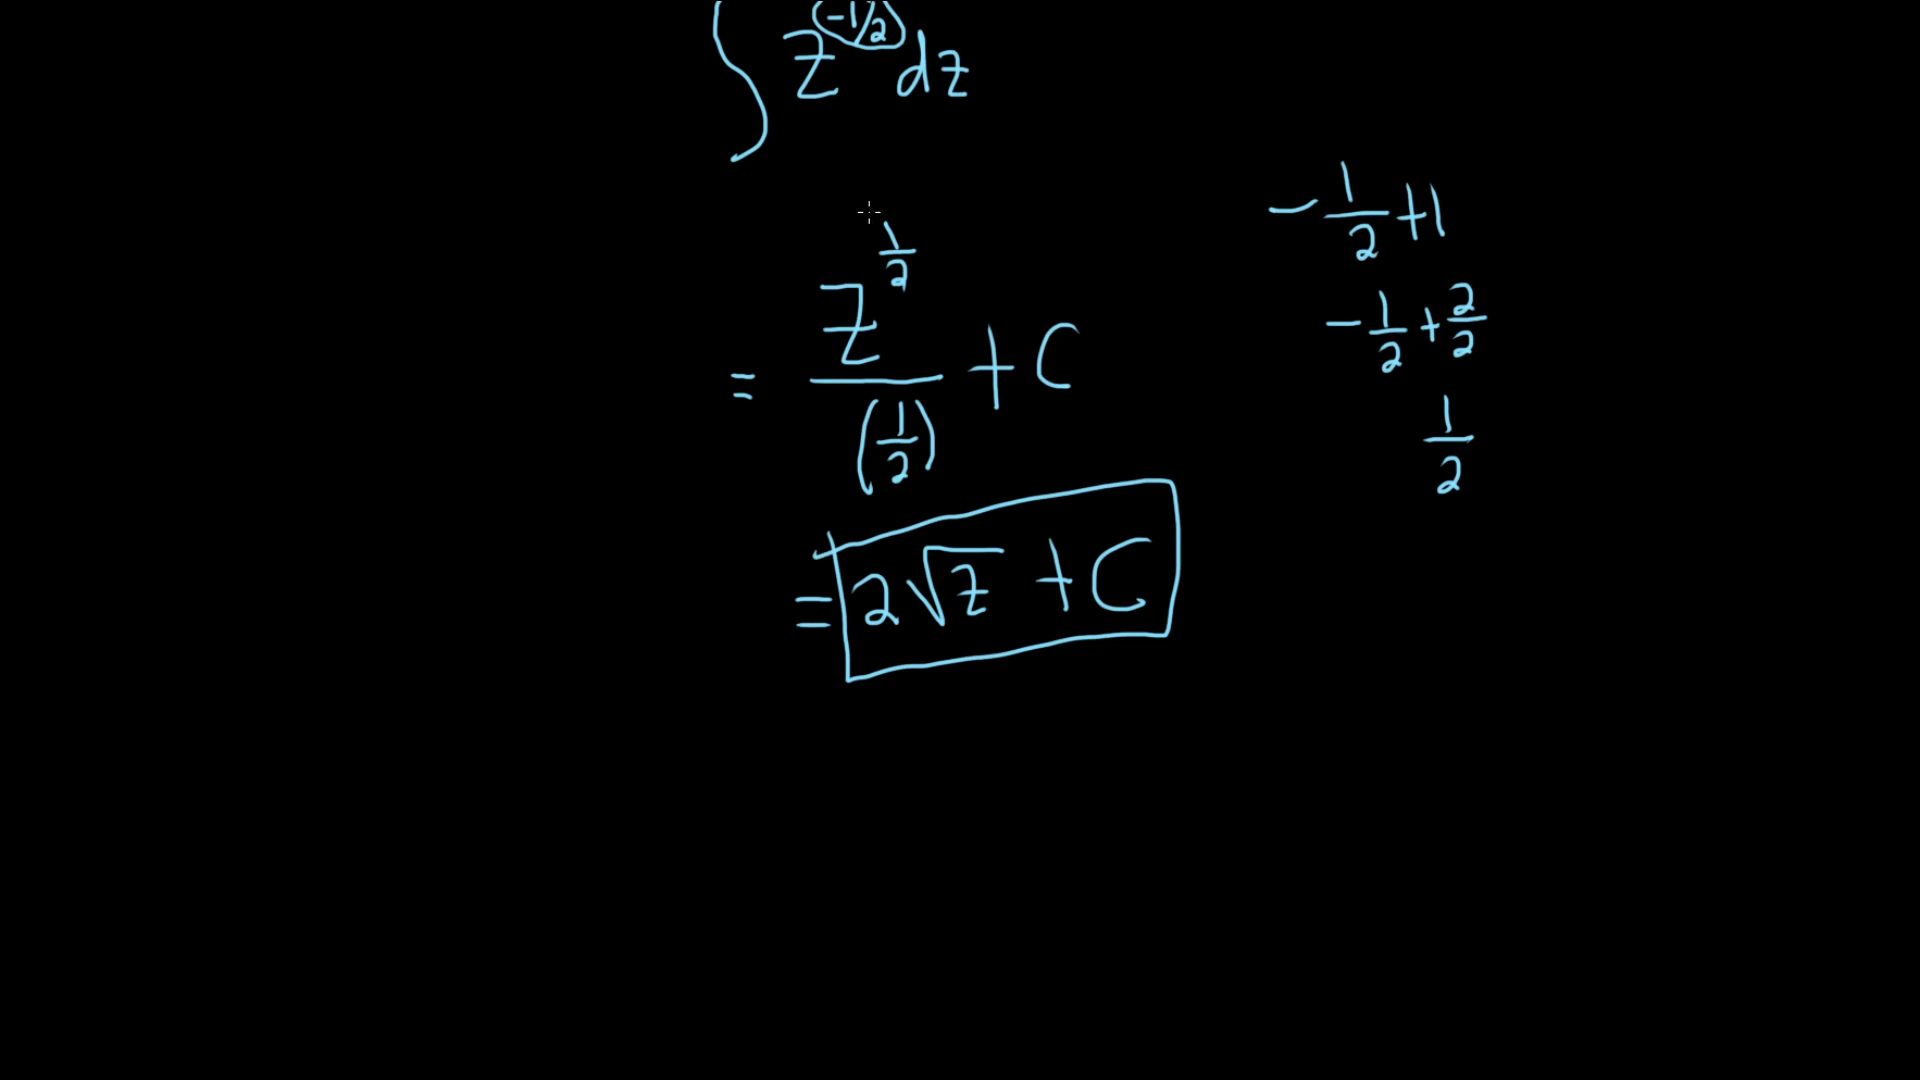 ∫ z^(-1/2) dz
= z^(1/2) / (1/2) + C
= 2√z + C
- 1/2 + 1
- 1/2 + 2/2
1/2